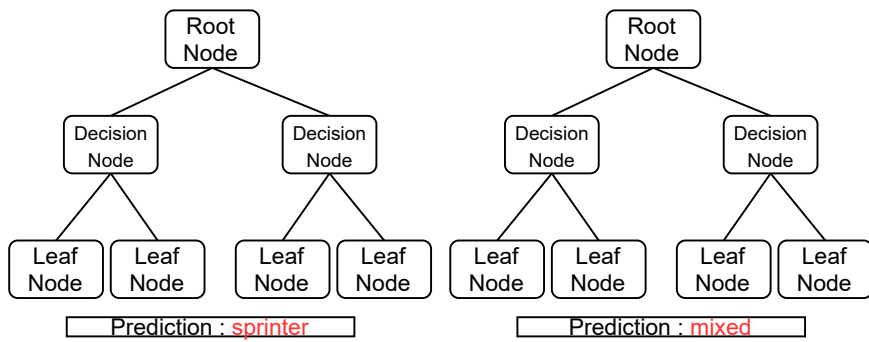 Root
Node
Root
Node
Decision
Node
Decision
Node
Decision
Node
Decision
Node
Leaf
Node
Leaf
Node
Leaf
Node
Leaf
Node
Leaf
Node
Leaf
Node
Leaf
Node
Leaf
Node
Prediction : sprinter
Prediction : mixed